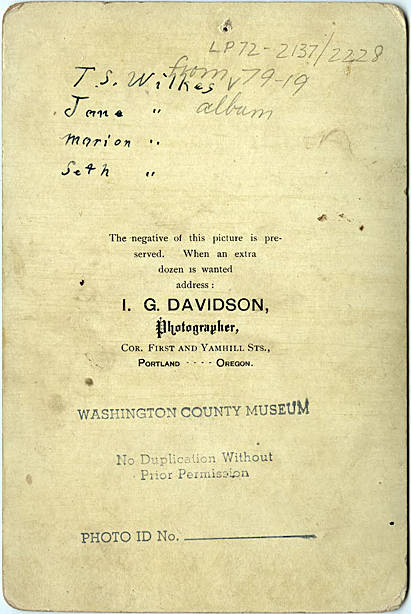 LP72-2137/2228
from V79-19
album
T. S. Wilkes
Jane "
Marion "
Seth "
The negative of this picture is pre-
served. When an extra
dozen is wanted
address:
I. G. DAVIDSON,
Photographer,
COR. FIRST AND YAMHILL STS.,
PORTLAND - - - - OREGON.
WASHINGTON COUNTY MUSEUM
No Duplication Without
Prior Permission
PHOTO ID No.